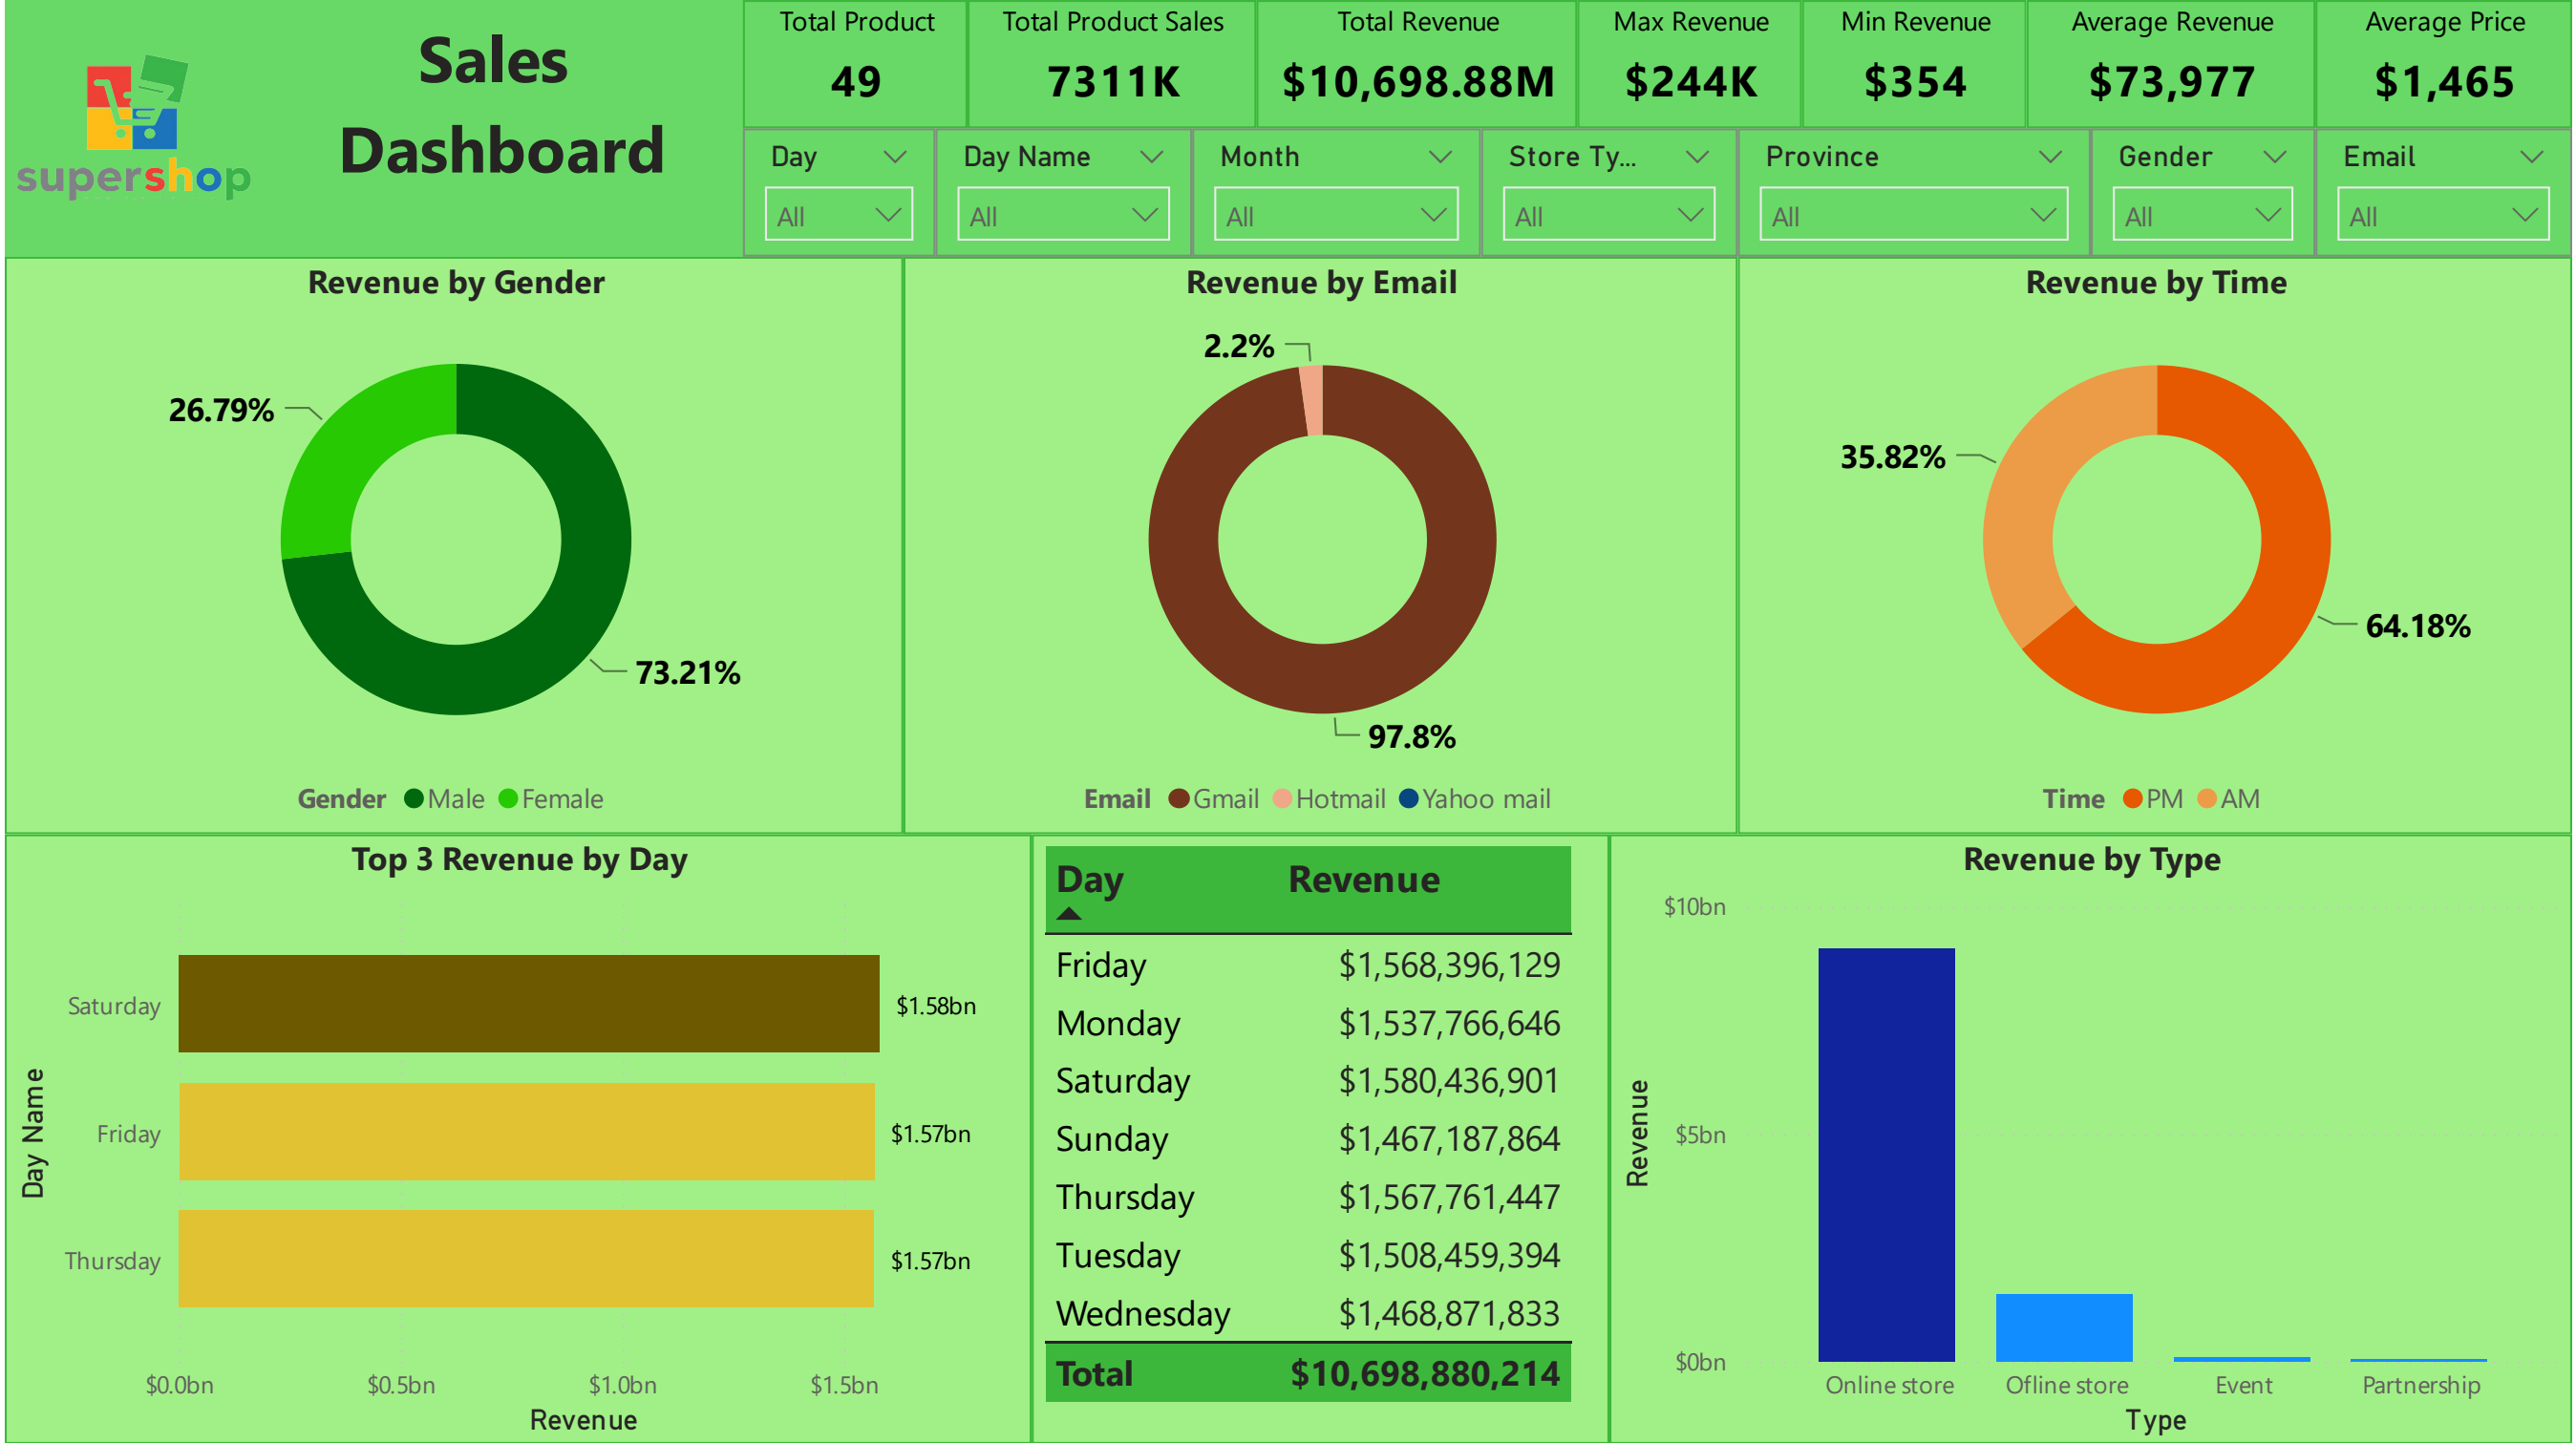 supershop
Sales
Dashboard
Total Product
49
Total Product Sales
7311K
Total Revenue
$10,698.88M
Max Revenue
$244K
Min Revenue
$354
Average Revenue
$73,977
Average Price
$1,465
Day
All
Day Name
All
Month
All
Store Ty...
All
Province
All
Gender
All
Email
All
Revenue by Gender
26.79%
73.21%
Gender Male Female
Revenue by Email
2.2%
97.8%
Email Gmail Hotmail Yahoo mail
Revenue by Time
35.82%
64.18%
Time PM AM
Top 3 Revenue by Day
Day Name
Saturday $1.58bn
Friday $1.57bn
Thursday $1.57bn
$0.0bn $0.5bn $1.0bn $1.5bn
Revenue
Day Revenue
Friday $1,568,396,129
Monday $1,537,766,646
Saturday $1,580,436,901
Sunday $1,467,187,864
Thursday $1,567,761,447
Tuesday $1,508,459,394
Wednesday $1,468,871,833
Total $10,698,880,214
Revenue by Type
Revenue
$10bn
$5bn
$0bn
Online store Ofline store Event Partnership
Type